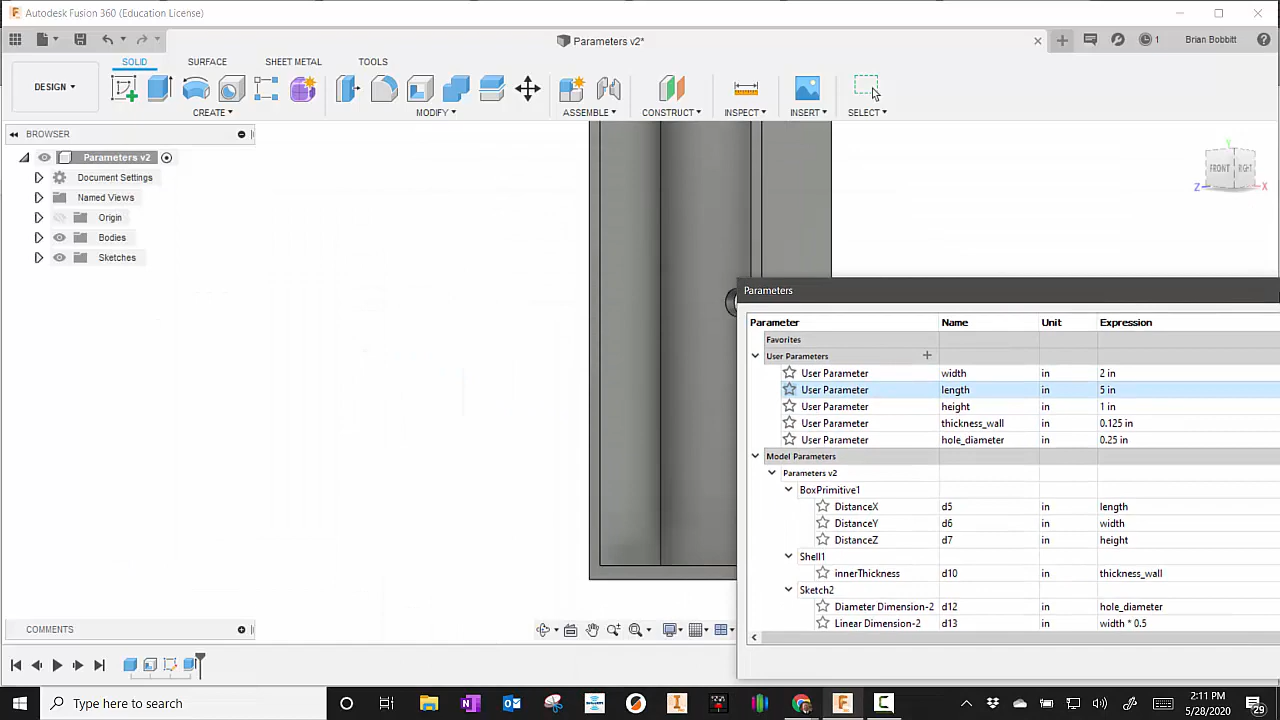 Autodesk Fusion 360 (Education License)
Parameters v2*
1
Brian Bobbitt
DESIGN
SOLID SURFACE SHEET METAL TOOLS
CREATE MODIFY ASSEMBLE CONSTRUCT INSPECT INSERT SELECT
BROWSER
Parameters v2
Document Settings
Named Views
Origin
Bodies
Sketches
FRONT RIGHT
Y
Z X
Parameters
Parameter Name Unit Expression
Favorites
User Parameters
User Parameter width in 2 in
User Parameter length in 5 in
User Parameter height in 1 in
User Parameter thickness_wall in 0.125 in
User Parameter hole_diameter in 0.25 in
Model Parameters
Parameters v2
BoxPrimitive1
DistanceX d5 in length
DistanceY d6 in width
DistanceZ d7 in height
Shell1
innerThickness d10 in thickness_wall
Sketch2
Diameter Dimension-2 d12 in hole_diameter
Linear Dimension-2 d13 in width * 0.5
COMMENTS
Type here to search
2:11 PM
5/28/2020
29